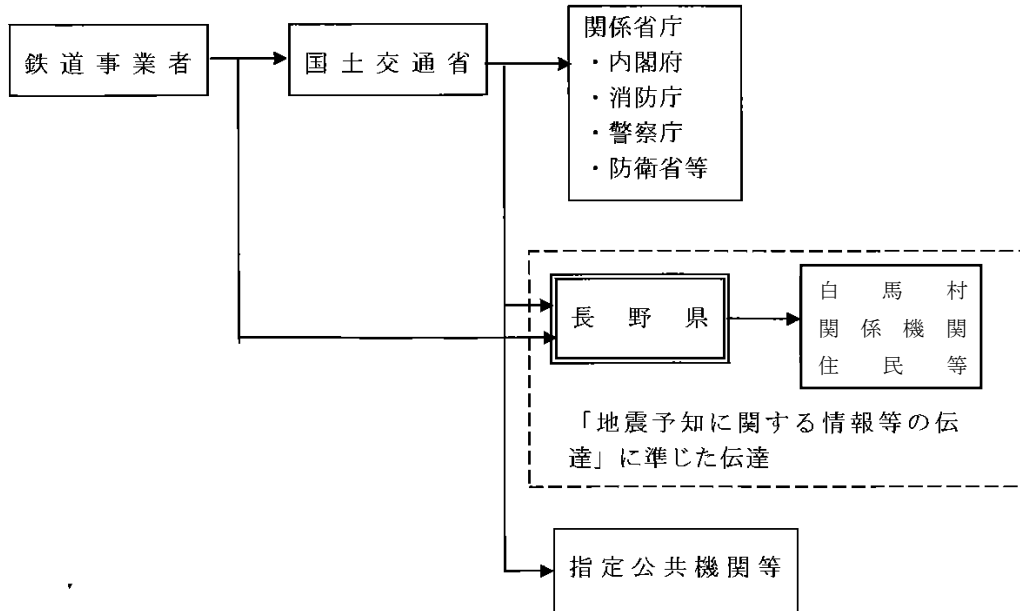 鉄道事業者
国土交通省
関係省庁
・内閣府
・消防庁
・警察庁
・防衛省等
長野県
白馬村
関係機関
住民等
「地震予知に関する情報等の伝
達」に準じた伝達
指定公共機関等